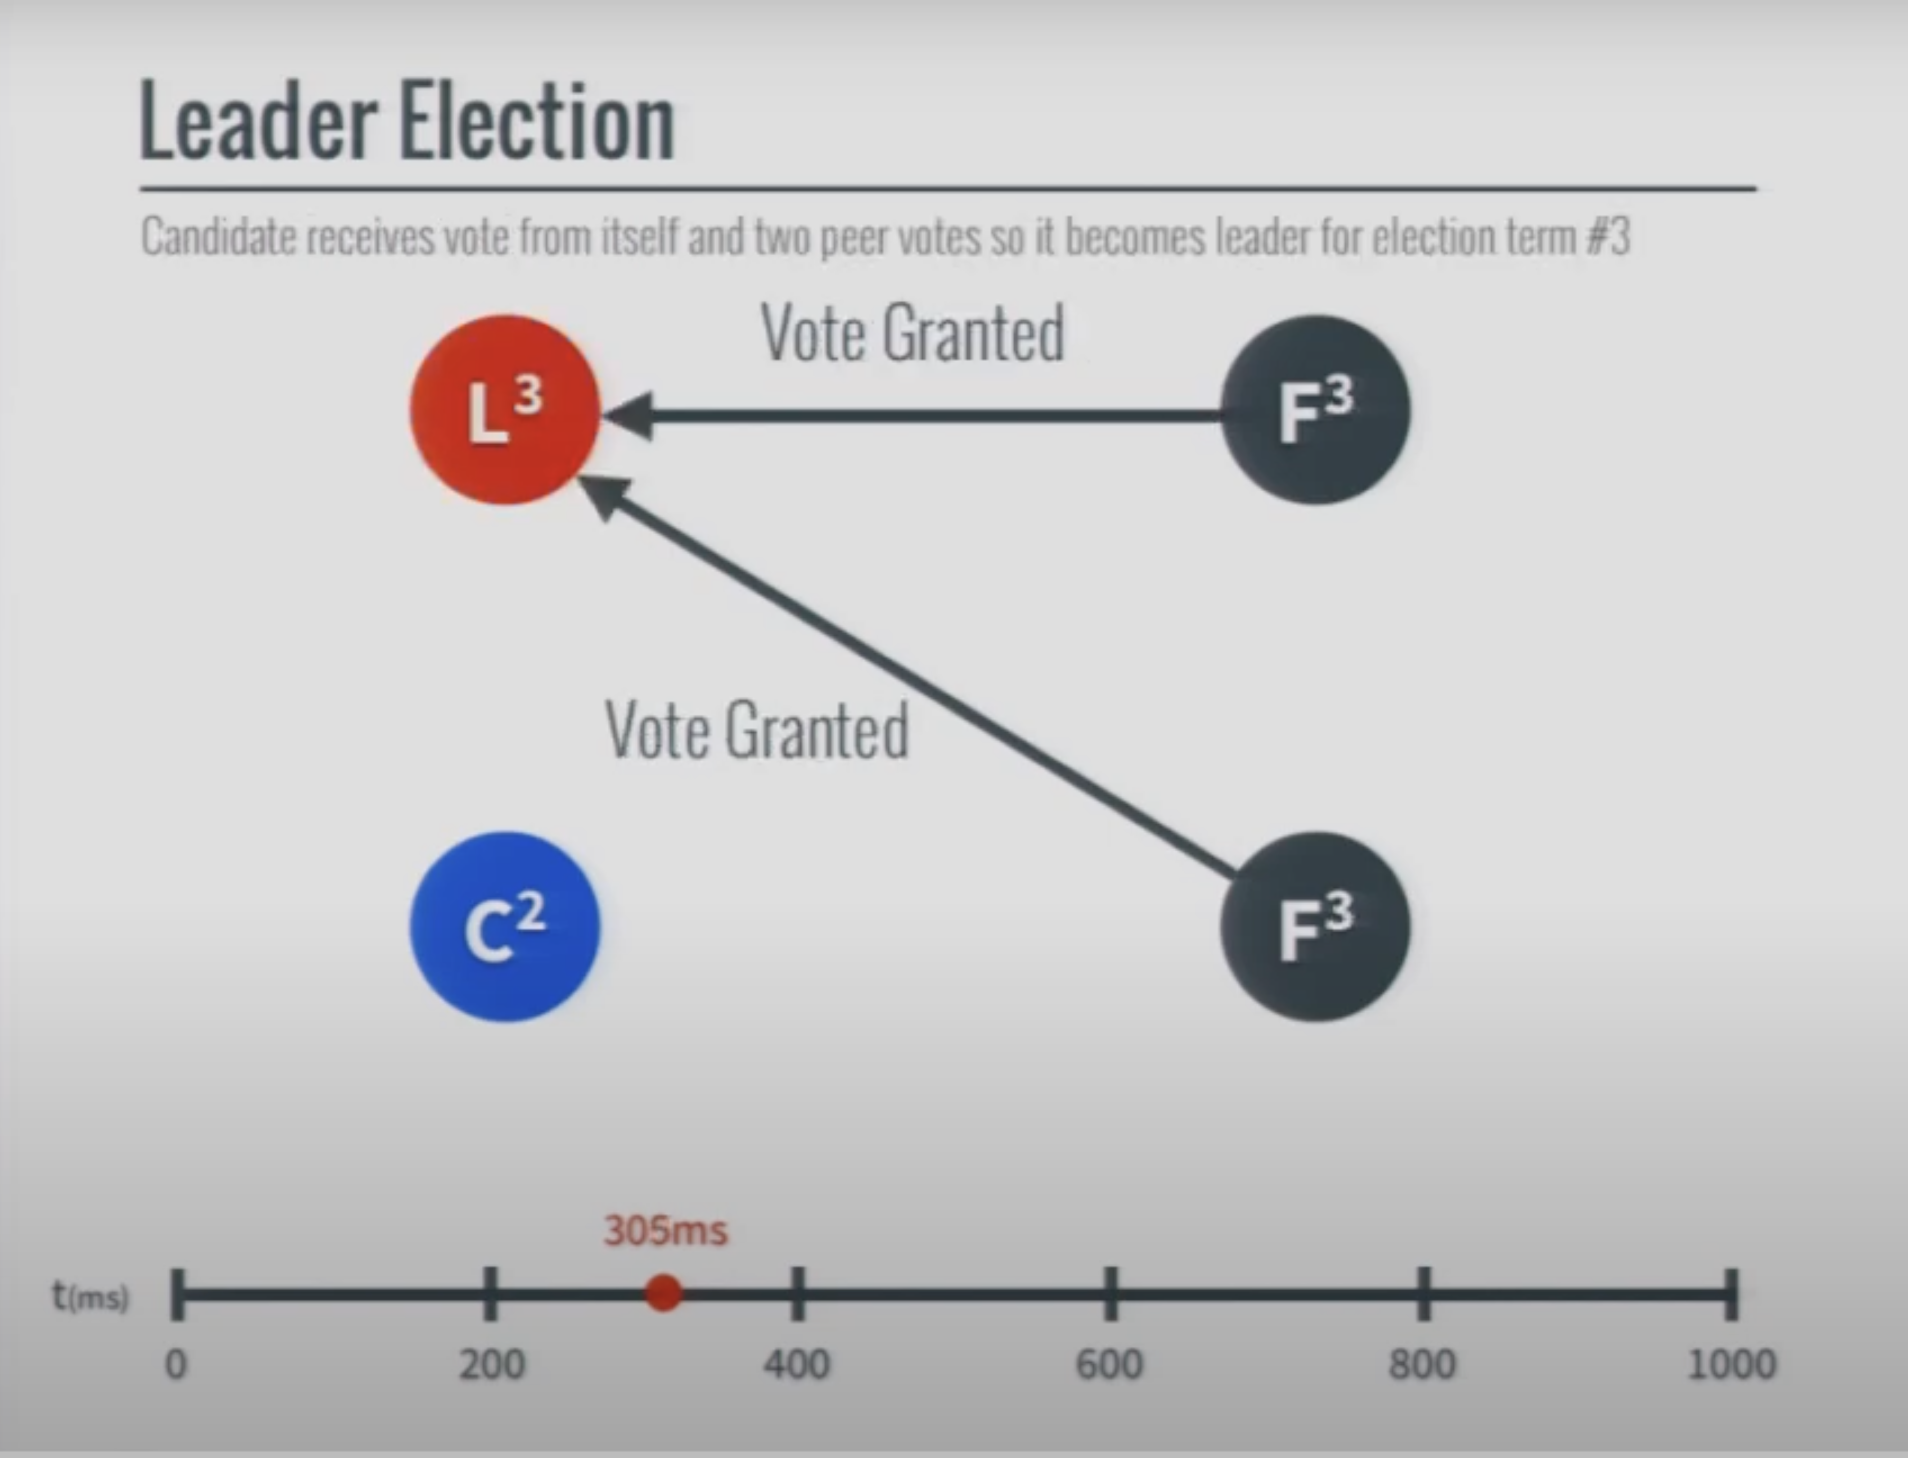 Leader Election
Candidate receives vote from itself and two peer votes so it becomes leader for election term #3
Vote Granted
L³
F³
Vote Granted
C²
F³
305ms
t(ms)
0 200 400 600 800 1000